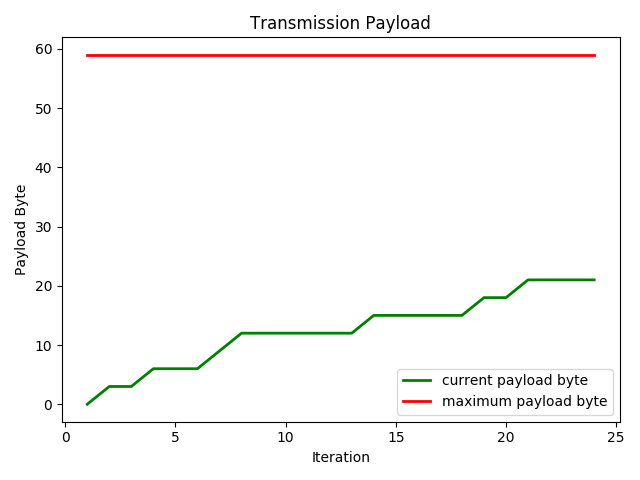 Transmission Payload
60
50
40
30
20
10
0
Payload Byte
current payload byte
maximum payload byte
0 5 10 15 20 25
Iteration